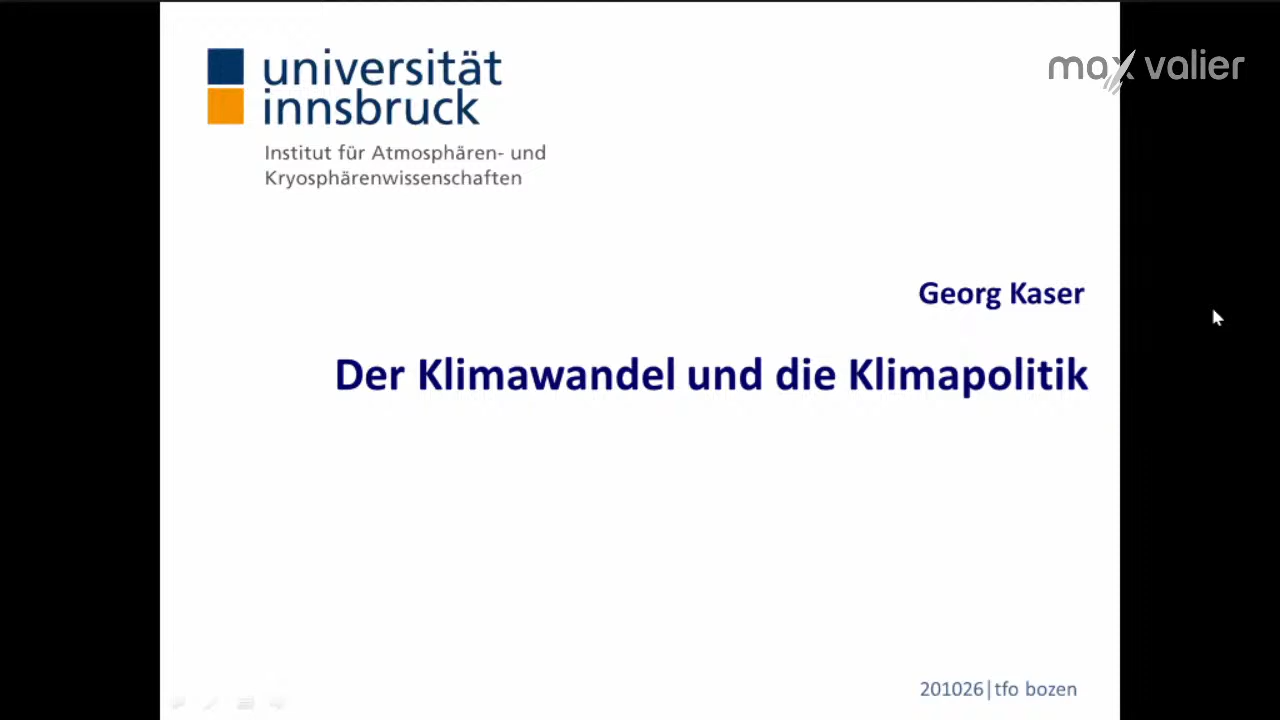 universität
innsbruck
Institut für Atmosphären- und
Kryosphärenwissenschaften
max valier
Georg Kaser
Der Klimawandel und die Klimapolitik
201026|tfo bozen